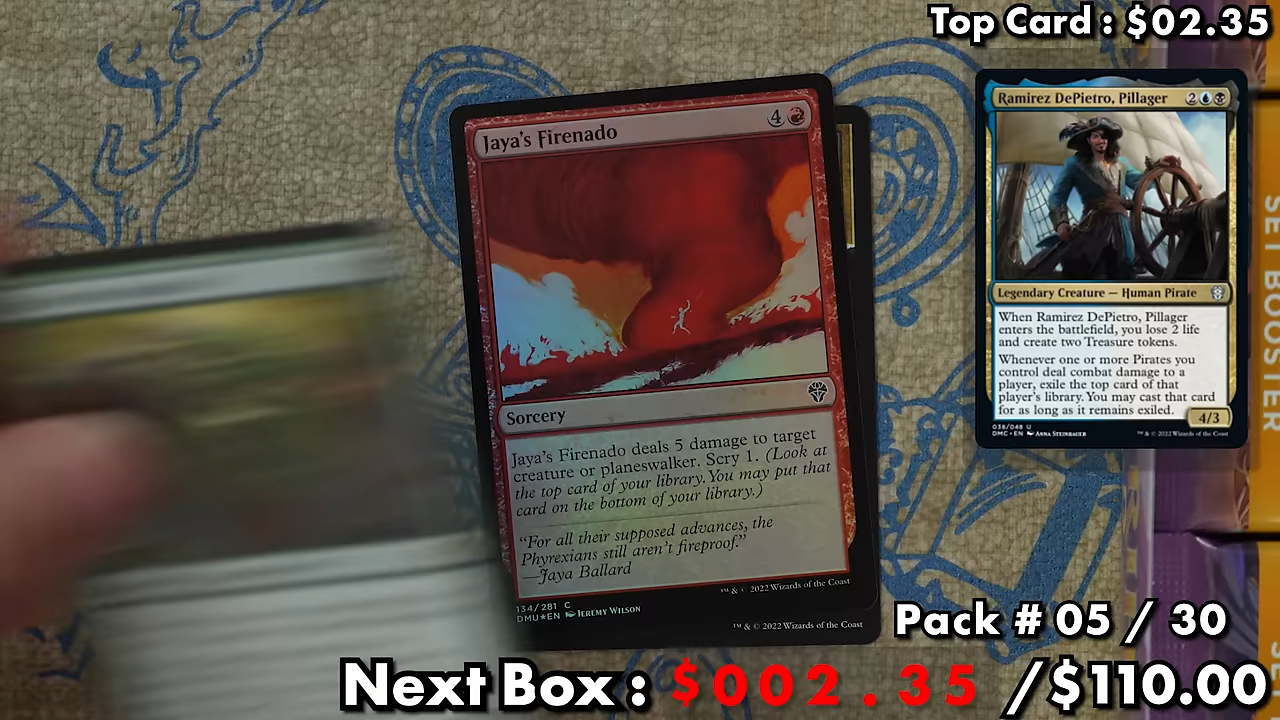 Top Card : $02.35
Jaya's Firenado
4
Sorcery
Jaya's Firenado deals 5 damage to target
creature or planeswalker. Scry 1. (Look at
the top card of your library. You may put that
card on the bottom of your library.)
"For all their supposed advances, the
Phyrexians still aren't fireproof."
—Jaya Ballard
134/281 C
DMU★EN Jeremy Wilson
™ & © 2022 Wizards of the Coast
™ & © 2022 Wizards of the Coast
Ramirez DePietro, Pillager
2
Legendary Creature — Human Pirate
When Ramirez DePietro, Pillager
enters the battlefield, you lose 2 life
and create two Treasure tokens.
Whenever one or more Pirates you
control deal combat damage to a
player, exile the top card of that
player's library. You may cast that card
for as long as it remains exiled.
4/3
038/048 U
DMC • EN Anna Steinbauer
™ & © 2022 Wizards of the Coast
SET BOOSTER
SE
Pack # 05 / 30
Next Box : $002.35 /$110.00